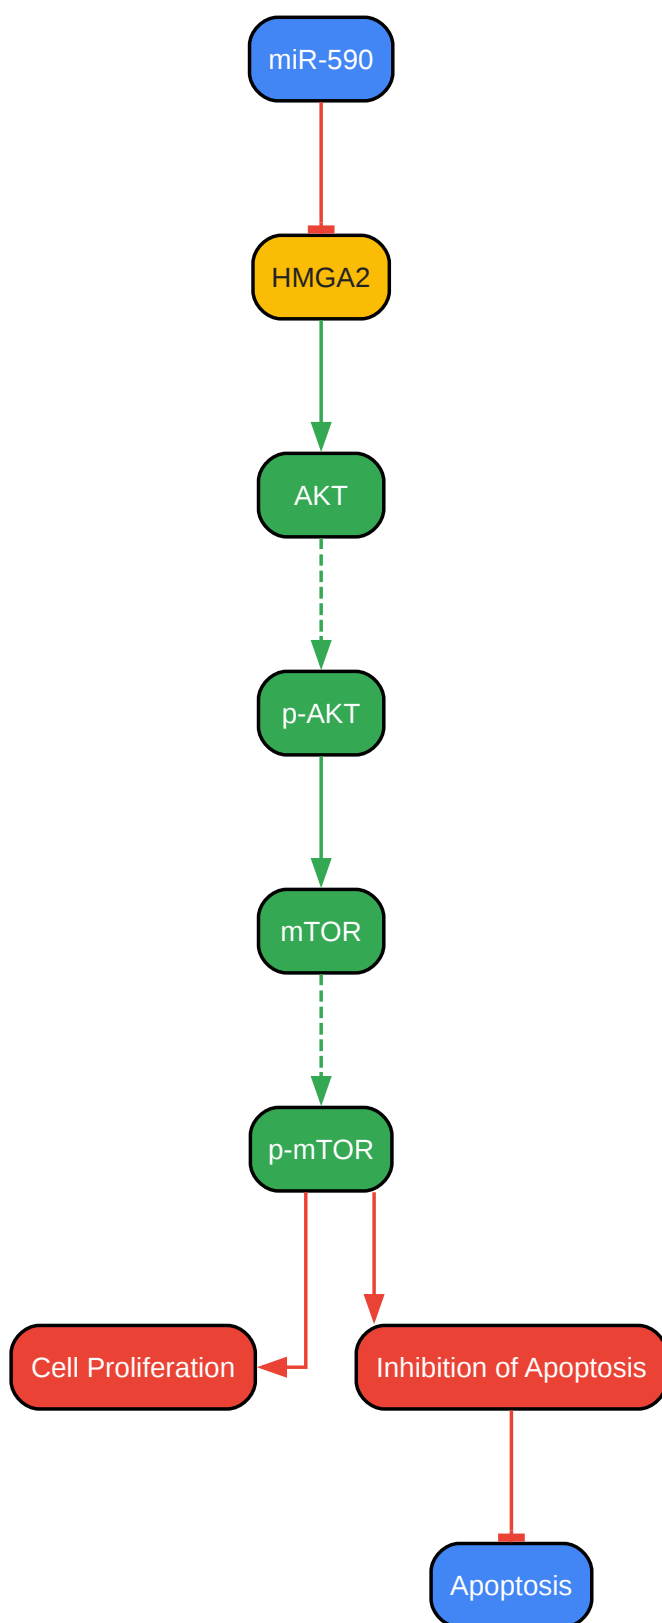 miR-590
HMGA2
AKT
p-AKT
mTOR
p-mTOR
Cell Proliferation
Inhibition of Apoptosis
Apoptosis